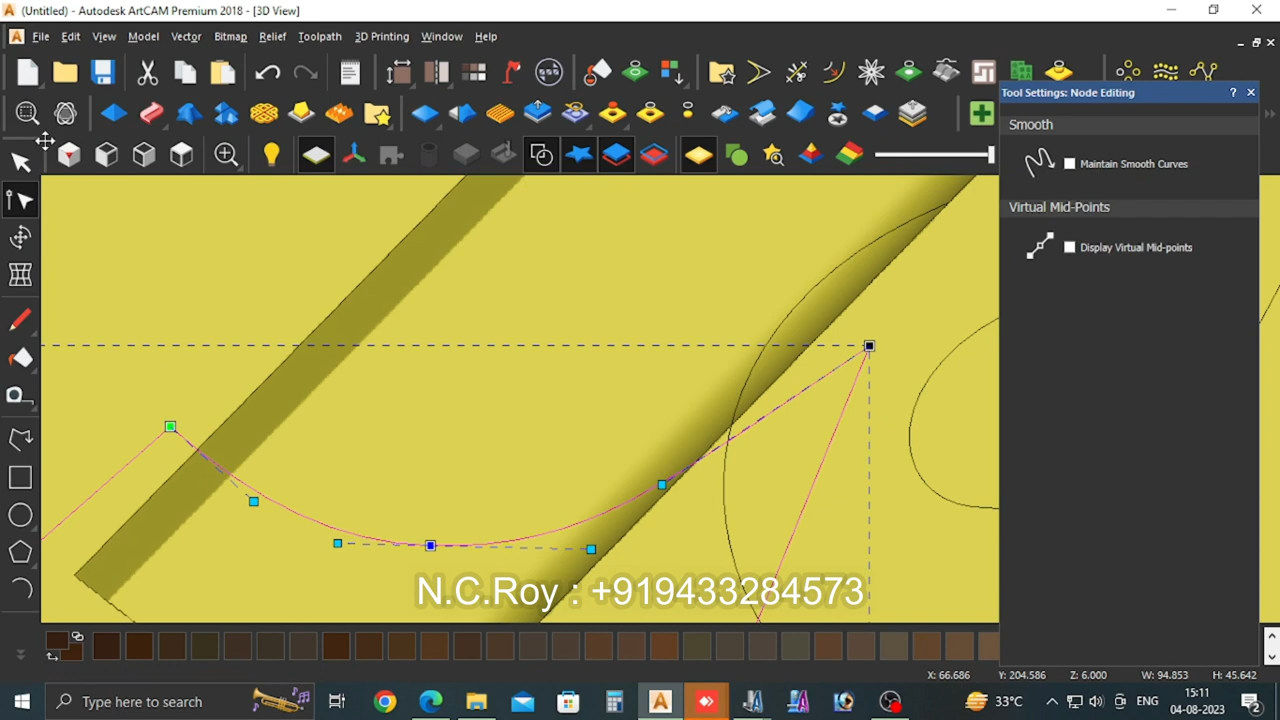 (Untitled) - Autodesk ArtCAM Premium 2018 - [3D View]
File Edit View Model Vector Bitmap Relief Toolpath 3D Printing Window Help
Tool Settings: Node Editing
Smooth
Maintain Smooth Curves
Virtual Mid-Points
Display Virtual Mid-points
N.C.Roy : +919433284573
X: 66.686 Y: 204.586 Z: 6.000 W: 94.853 H: 45.642
Type here to search
33°C
ENG
15:11
04-08-2023
2